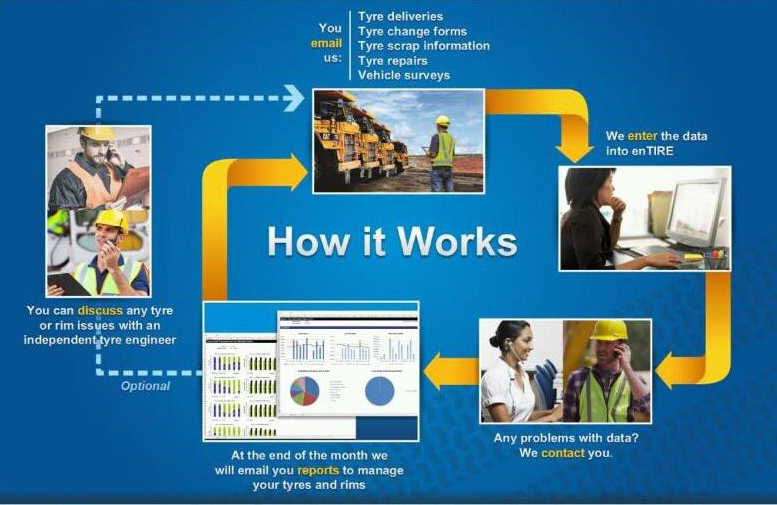 You
email
us:
Tyre deliveries
Tyre change forms
Tyre scrap information
Tyre repairs
Vehicle surveys
We enter the data
into enTIRE
How it Works
You can discuss any tyre
or rim issues with an
independent tyre engineer
Optional
Any problems with data?
We contact you.
At the end of the month we
will email you reports to manage
your tyres and rims
CAT